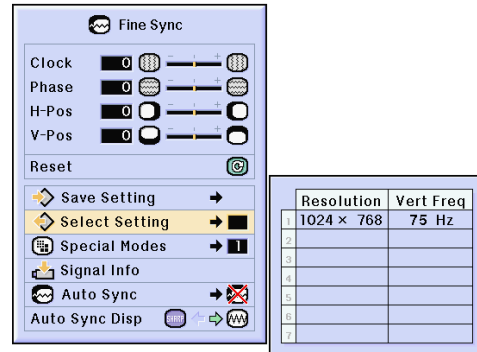 Fine Sync
Clock 0
Phase 0
H-Pos 0
V-Pos 0
Reset
Save Setting
Select Setting
Special Modes 1
Signal Info
Auto Sync
Auto Sync Disp START
Resolution Vert Freq
1 1024 × 768 75 Hz
2
3
4
5
6
7